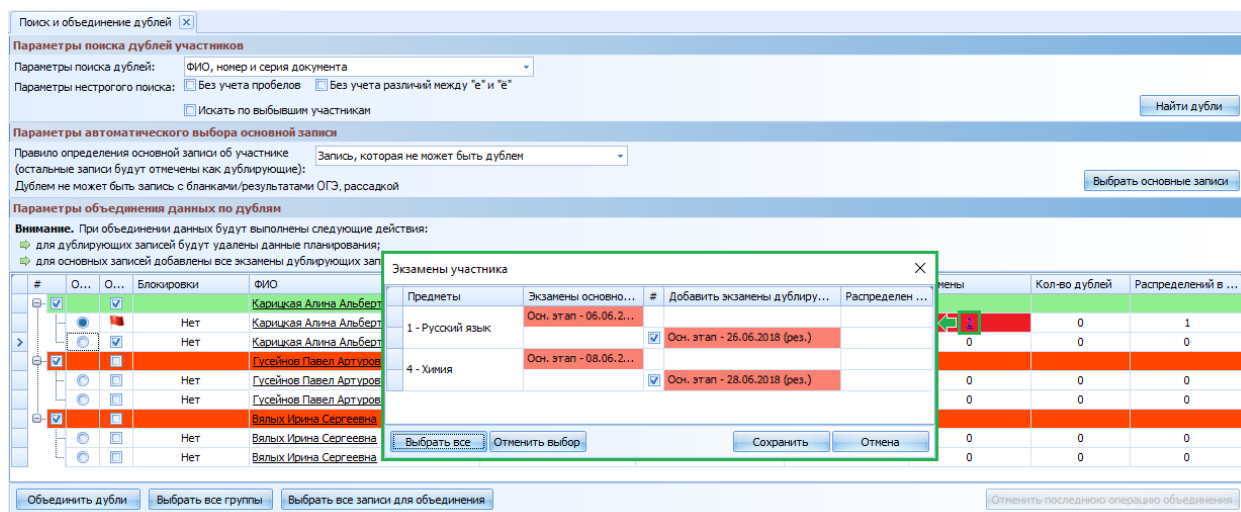 Поиск и объединение дублей
Параметры поиска дублей участников
Параметры поиска дублей: ФИО, номер и серия документа
Параметры нестрогого поиска: Без учета пробелов Без учета различий между "е" и "ё"
Искать по выбывшим участникам
Найти дубли
Параметры автоматического выбора основной записи
Правило определения основной записи об участнике Запись, которая не может быть дублем
(остальные записи будут отмечены как дублирующие):
Дублем не может быть запись с бланками/результатами ОГЭ, рассадкой
Выбрать основные записи
Параметры объединения данных по дублям
Внимание. При объединении данных будут выполнены следующие действия:
для дублирующих записей будут удалены данные планирования;
для основных записей добавлены все экзамены дублирующих зап
# О... О... Блокировки ФИО мены Кол-во дублей Распределений в ...
Карицкая Алина Альберт
Нет Карицкая Алина Альберт 2 0 1
Нет Карицкая Алина Альберт 0 0 0
Гусейнов Павел Артуров
Нет Гусейнов Павел Артуров 0 0 0
Нет Гусейнов Павел Артуров 0 0 0
Вялых Ирина Сергеевна
Нет Вялых Ирина Сергеевна 0 0 0
Нет Вялых Ирина Сергеевна 0 0 0
Экзамены участника
Предметы Экзамены основно... # Добавить экзамены дублиру... Распределен ...
1 - Русский язык Осн. этап - 06.06.2...
Осн. этап - 26.06.2018 (рез.)
4 - Химия Осн. этап - 08.06.2...
Осн. этап - 28.06.2018 (рез.)
Выбрать все Отменить выбор Сохранить Отмена
Объединить дубли Выбрать все группы Выбрать все записи для объединения Отменить последнюю операцию объединения